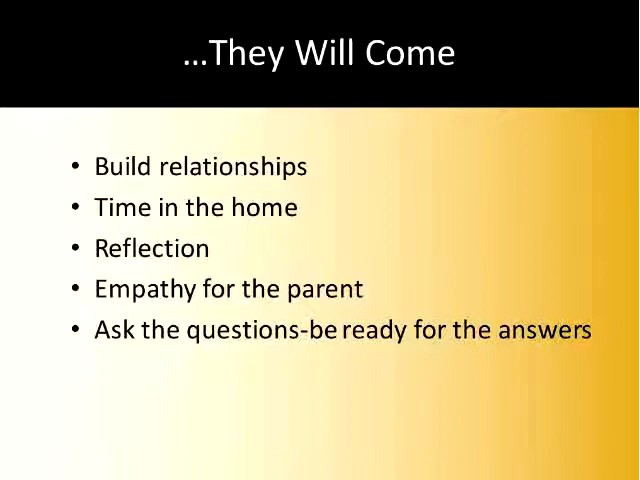 …They Will Come
• Build relationships
• Time in the home
• Reflection
• Empathy for the parent
• Ask the questions-be ready for the answers